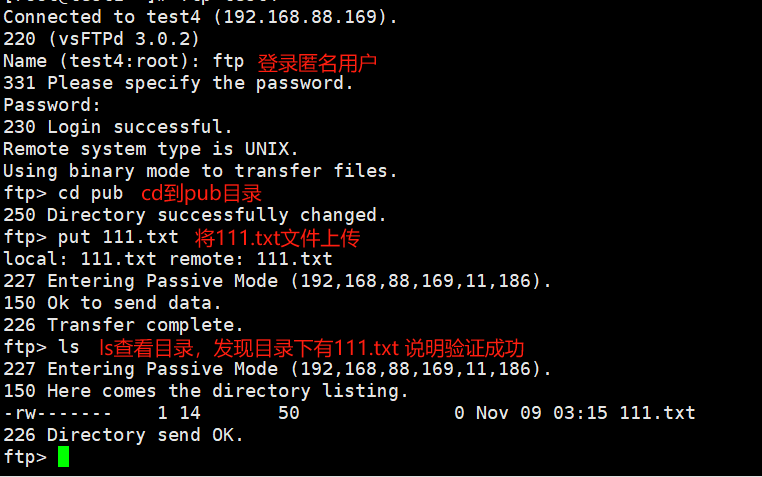 Connected to test4 (192.168.88.169).
220 (vsFTPd 3.0.2)
Name (test4:root): ftp 登录匿名用户
331 Please specify the password.
Password:
230 Login successful.
Remote system type is UNIX.
Using binary mode to transfer files.
ftp> cd pub cd到pub目录
250 Directory successfully changed.
ftp> put 111.txt 将111.txt文件上传
local: 111.txt remote: 111.txt
227 Entering Passive Mode (192,168,88,169,11,186).
150 Ok to send data.
226 Transfer complete.
ftp> ls ls查看目录，发现目录下有111.txt 说明验证成功
227 Entering Passive Mode (192,168,88,169,11,186).
150 Here comes the directory listing.
-rw------- 1 14 50 0 Nov 09 03:15 111.txt
226 Directory send OK.
ftp>